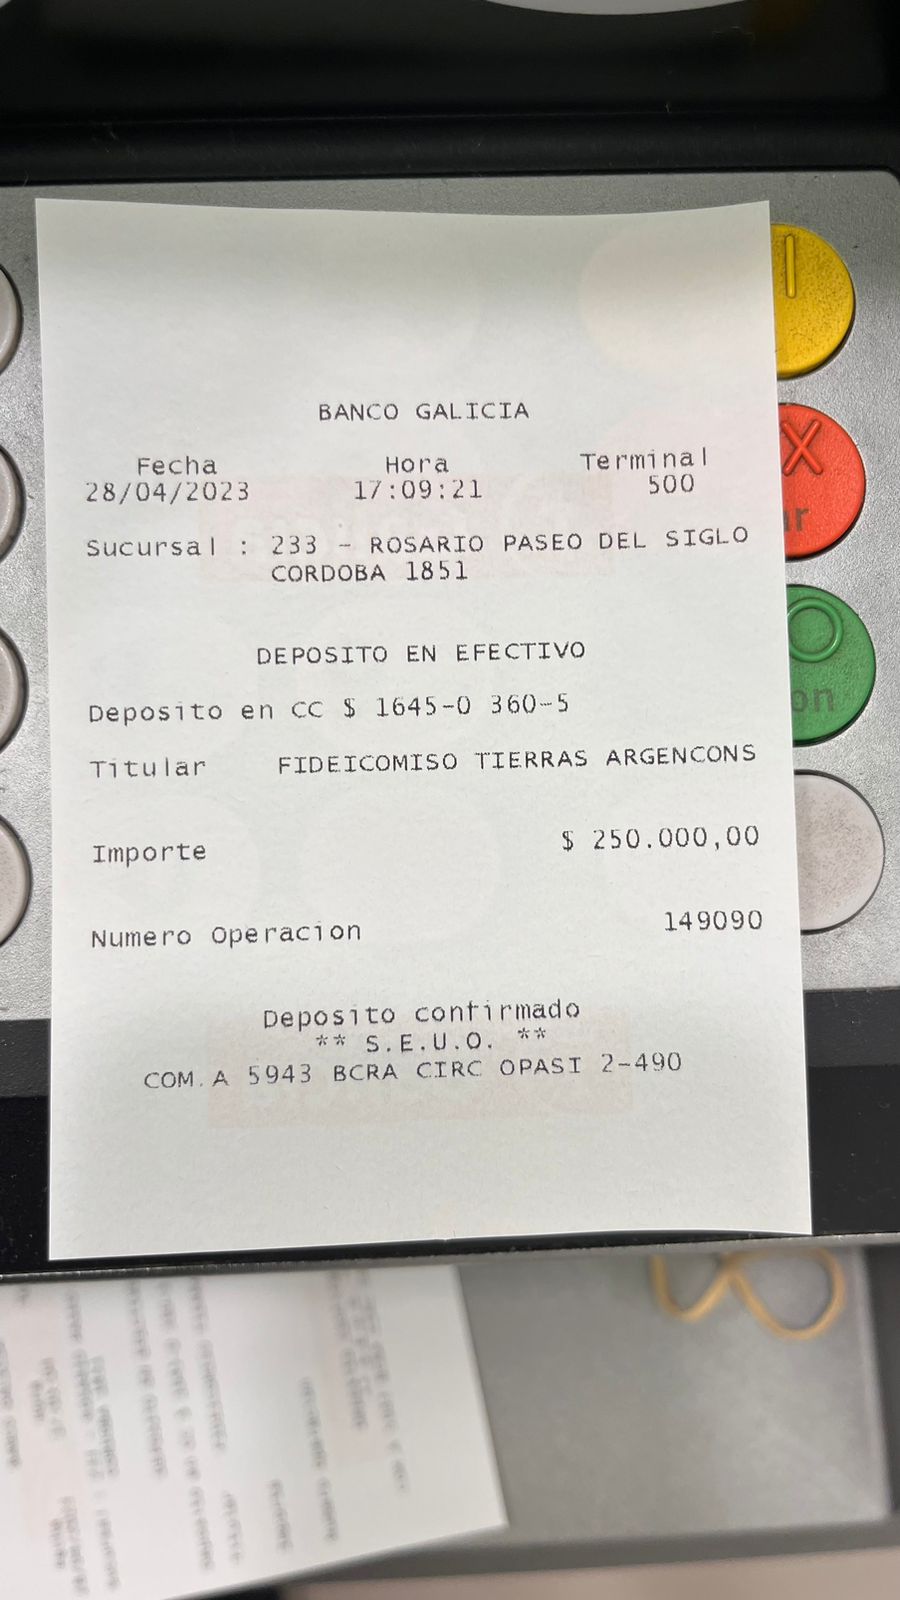 BANCO GALICIA
Fecha Hora Terminal
28/04/2023 17:09:21 500
Sucursal : 233 - ROSARIO PASEO DEL SIGLO
CORDOBA 1851
DEPOSITO EN EFECTIVO
Deposito en CC $ 1645-0 360-5
Titular FIDEICOMISO TIERRAS ARGENCONS
Importe $ 250.000,00
Numero Operacion 149090
Deposito confirmado
** S.E.U.O. **
COM.A 5943 BCRA CIRC OPASI 2-490